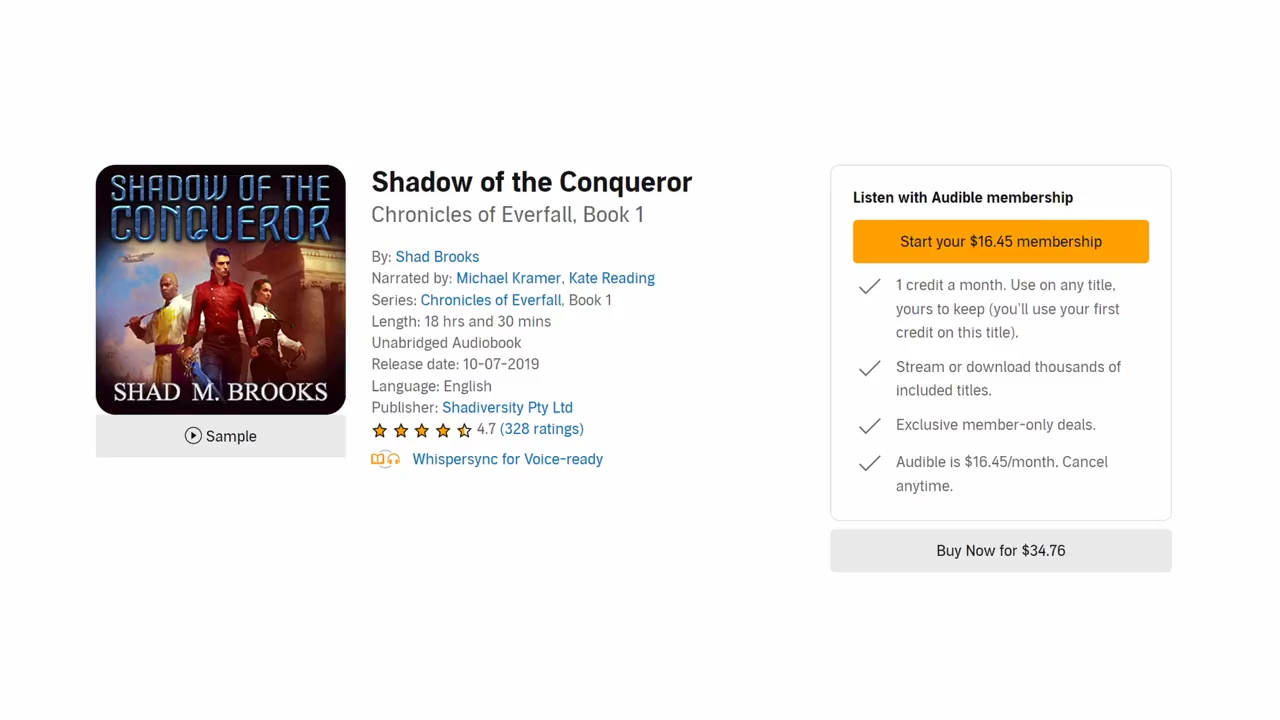 SHADOW OF THE
CONQUEROR
SHAD M. BROOKS
Sample
Shadow of the Conqueror
Chronicles of Everfall, Book 1
By: Shad Brooks
Narrated by: Michael Kramer, Kate Reading
Series: Chronicles of Everfall, Book 1
Length: 18 hrs and 30 mins
Unabridged Audiobook
Release date: 10-07-2019
Language: English
Publisher: Shadiversity Pty Ltd
4.7 (328 ratings)
Whispersync for Voice-ready
Listen with Audible membership
Start your $16.45 membership
1 credit a month. Use on any title,
yours to keep (you'll use your first
credit on this title).
Stream or download thousands of
included titles.
Exclusive member-only deals.
Audible is $16.45/month. Cancel
anytime.
Buy Now for $34.76